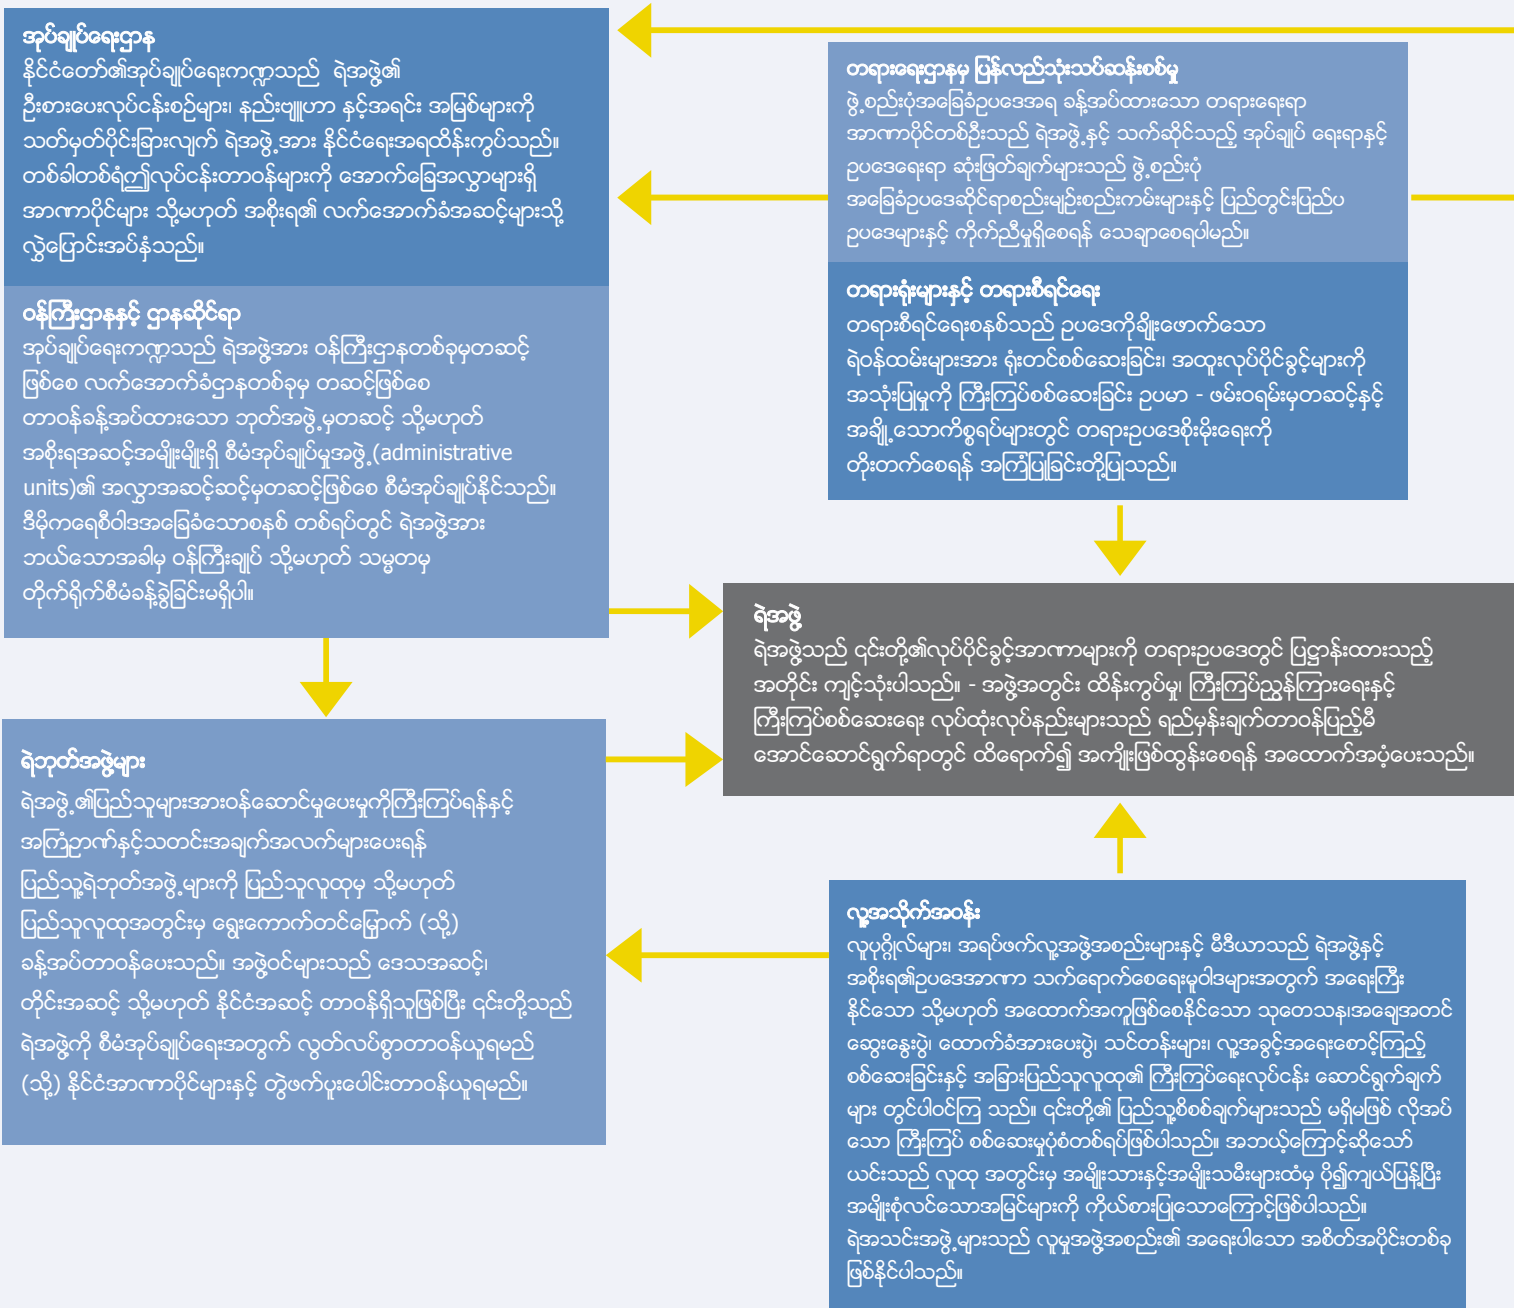 အုပ်ချုပ်ရေးဌာန
နိုင်ငံတော်၏အုပ်ချုပ်ရေးကဏ္ဍသည် ရဲအဖွဲ့၏
ဦးစားပေးလုပ်ငန်းစဉ်များ၊ နည်းဗျူဟာ နှင့်အရင်း အမြစ်များကို
သတ်မှတ်ပိုင်းခြားလျက် ရဲအဖွဲ့အား နိုင်ငံရေးအရထိန်းကွပ်သည်။
တစ်ခါတစ်ရံဤလုပ်ငန်းတာဝန်များကို အောက်ခြေအလွှာများရှိ
အာဏာပိုင်များ သို့မဟုတ် အစိုးရ၏ လက်အောက်ခံအဆင့်များသို့
လွှဲပြောင်းအပ်နှံသည်။
ဝန်ကြီးဌာနနှင့် ဌာနဆိုင်ရာ
အုပ်ချုပ်ရေးကဏ္ဍသည် ရဲအဖွဲ့အား ဝန်ကြီးဌာနတစ်ခုမှတဆင့်
ဖြစ်စေ လက်အောက်ခံဌာနတစ်ခုမှ တဆင့်ဖြစ်စေ
တာဝန်ခန့်အပ်ထားသော ဘုတ်အဖွဲ့မှတဆင့် သို့မဟုတ်
အစိုးရအဆင့်အမျိုးမျိုးရှိ စီမံအုပ်ချုပ်မှုအဖွဲ့ (administrative
units)၏ အလွှာအဆင့်ဆင့်မှတဆင့်ဖြစ်စေ စီမံအုပ်ချုပ်နိုင်သည်။
ဒီမိုကရေစီဝါဒအခြေခံသောစနစ် တစ်ရပ်တွင် ရဲအဖွဲ့အား
ဘယ်သောအခါမှ ဝန်ကြီးချုပ် သို့မဟုတ် သမ္မတမှ
တိုက်ရိုက်စီမံခန့်ခွဲခြင်းမရှိပါ။
တရားရေးဌာနမှ ပြန်လည်သုံးသပ်ဆန်းစစ်မှု
ဖွဲ့စည်းပုံအခြေခံဥပဒေအရ ခန့်အပ်ထားသော တရားရေးရာ
အာဏာပိုင်တစ်ဦးသည် ရဲအဖွဲ့နှင့် သက်ဆိုင်သည့် အုပ်ချုပ် ရေးရာနှင့်
ဥပဒေရေးရာ ဆုံးဖြတ်ချက်များသည် ဖွဲ့စည်းပုံ
အခြေခံဥပဒေဆိုင်ရာစည်းမျဉ်းစည်းကမ်းများနှင့် ပြည်တွင်းပြည်ပ
ဥပဒေများနှင့် ကိုက်ညီမှုရှိစေရန် သေချာစေရပါမည်။
တရားရုံးများနှင့် တရားစီရင်ရေး
တရားစီရင်ရေးစနစ်သည် ဥပဒေကိုချိုးဖောက်သော
ရဲဝန်ထမ်းများအား ရုံးတင်စစ်ဆေးခြင်း၊ အထူးလုပ်ပိုင်ခွင့်များကို
အသုံးပြုမှုကို ကြီးကြပ်စစ်ဆေးခြင်း ဥပမာ - ဖမ်းဝရမ်းမှတဆင့်နှင့်
အချို့သောကိစ္စရပ်များတွင် တရားဥပဒေစိုးမိုးရေးကို
တိုးတက်စေရန် အကြံပြုခြင်းတို့ပြုသည်။
ရဲအဖွဲ့
ရဲအဖွဲ့သည် ၎င်းတို့၏လုပ်ပိုင်ခွင့်အာဏာများကို တရားဥပဒေတွင် ပြဋ္ဌာန်းထားသည့်
အတိုင်း ကျင့်သုံးပါသည်။ - အဖွဲ့အတွင်း ထိန်းကွပ်မှု၊ ကြီးကြပ်ညွှန်ကြားရေးနှင့်
ကြီးကြပ်စစ်ဆေးရေး လုပ်ထုံးလုပ်နည်းများသည် ရည်မှန်းချက်တာဝန်ပြည့်မီ
အောင်ဆောင်ရွက်ရာတွင် ထိရောက်၍ အကျိုးဖြစ်ထွန်းစေရန် အထောက်အပံ့ပေးသည်။
ရဲဘုတ်အဖွဲ့များ
ရဲအဖွဲ့၏ပြည်သူများအားဝန်ဆောင်မှုပေးမှုကိုကြီးကြပ်ရန်နှင့်
အကြံဉာဏ်နှင့်သတင်းအချက်အလက်များပေးရန်
ပြည်သူ့ရဲဘုတ်အဖွဲ့များကို ပြည်သူလူထုမှ သို့မဟုတ်
ပြည်သူလူထုအတွင်းမှ ရွေးကောက်တင်မြှောက် (သို့)
ခန့်အပ်တာဝန်ပေးသည်။ အဖွဲ့ဝင်များသည် ဒေသအဆင့်၊
တိုင်းအဆင့် သို့မဟုတ် နိုင်ငံအဆင့် တာဝန်ရှိသူဖြစ်ပြီး ၎င်းတို့သည်
ရဲအဖွဲ့ကို စီမံအုပ်ချုပ်ရေးအတွက် လွတ်လပ်စွာတာဝန်ယူရမည်
(သို့) နိုင်ငံအာဏာပိုင်များနှင့် တွဲဖက်ပူးပေါင်းတာဝန်ယူရမည်။
လူ့အသိုက်အဝန်း
လူပုဂ္ဂိုလ်များ၊ အရပ်ဖက်လူ့အဖွဲ့အစည်းများနှင့် မီဒီယာသည် ရဲအဖွဲ့နှင့်
အစိုးရ၏ဥပဒေအာဏာ သက်ရောက်စေရေးမူဝါဒများအတွက် အရေးကြီး
နိုင်သော သို့မဟုတ် အထောက်အကူဖြစ်စေနိုင်သော သုတေသန၊အချေအတင်
ဆွေးနွေးပွဲ၊ ထောက်ခံအားပေးပွဲ၊ သင်တန်းများ၊ လူ့အခွင့်အရေးစောင့်ကြည့်
စစ်ဆေးခြင်းနှင့် အခြားပြည်သူလူထု၏ ကြီးကြပ်ရေးလုပ်ငန်း ဆောင်ရွက်ချက်
များ တွင်ပါဝင်ကြ သည်။ ၎င်းတို့၏ ပြည်သူ့စိစစ်ချက်များသည် မရှိမဖြစ် လိုအပ်
သော ကြီးကြပ် စစ်ဆေးမှုပုံစံတစ်ရပ်ဖြစ်ပါသည်။ အဘယ့်ကြောင့်ဆိုသော်
ယင်းသည် လူထု အတွင်းမှ အမျိုးသားနှင့်အမျိုးသမီးများထံမှ ပို၍ကျယ်ပြန့်ပြီး
အမျိုးစုံလင်သောအမြင်များကို ကိုယ်စားပြုသောကြောင့်ဖြစ်ပါသည်။
ရဲအသင်းအဖွဲ့များသည် လူမှုအဖွဲ့အစည်း၏ အရေးပါသော အစိတ်အပိုင်းတစ်ခု
ဖြစ်နိုင်ပါသည်။